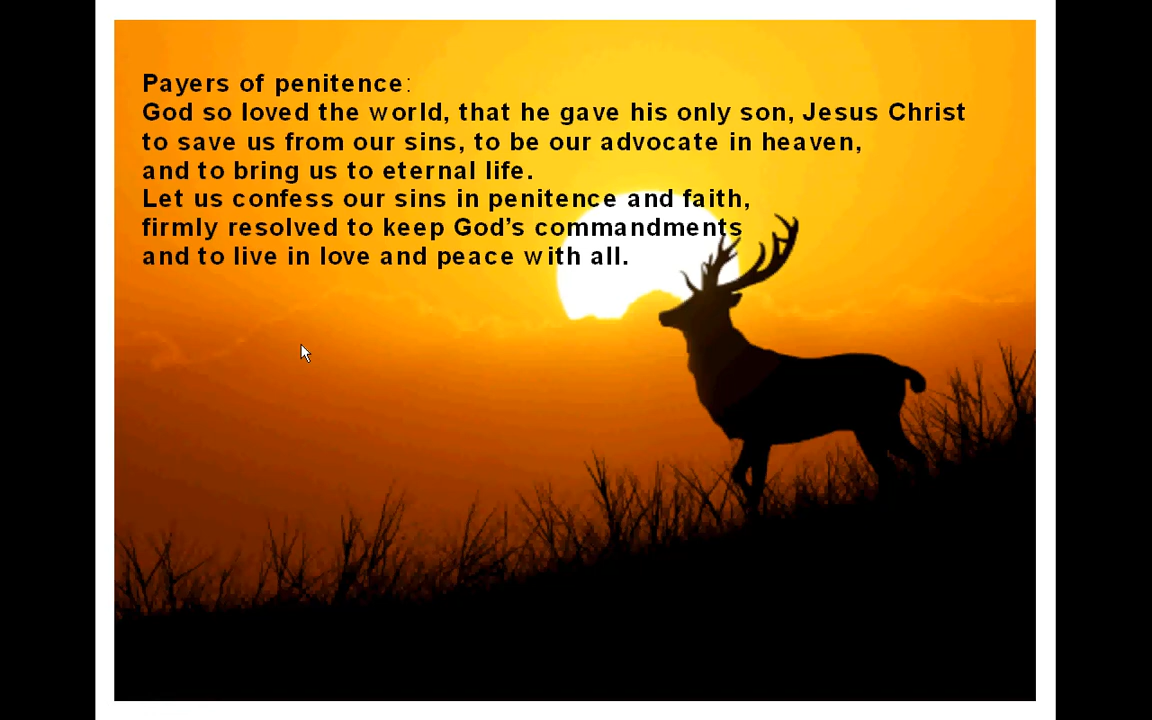 Payers of penitence:
God so loved the world, that he gave his only son, Jesus Christ
to save us from our sins, to be our advocate in heaven,
and to bring us to eternal life.
Let us confess our sins in penitence and faith,
firmly resolved to keep God’s commandments
and to live in love and peace with all.